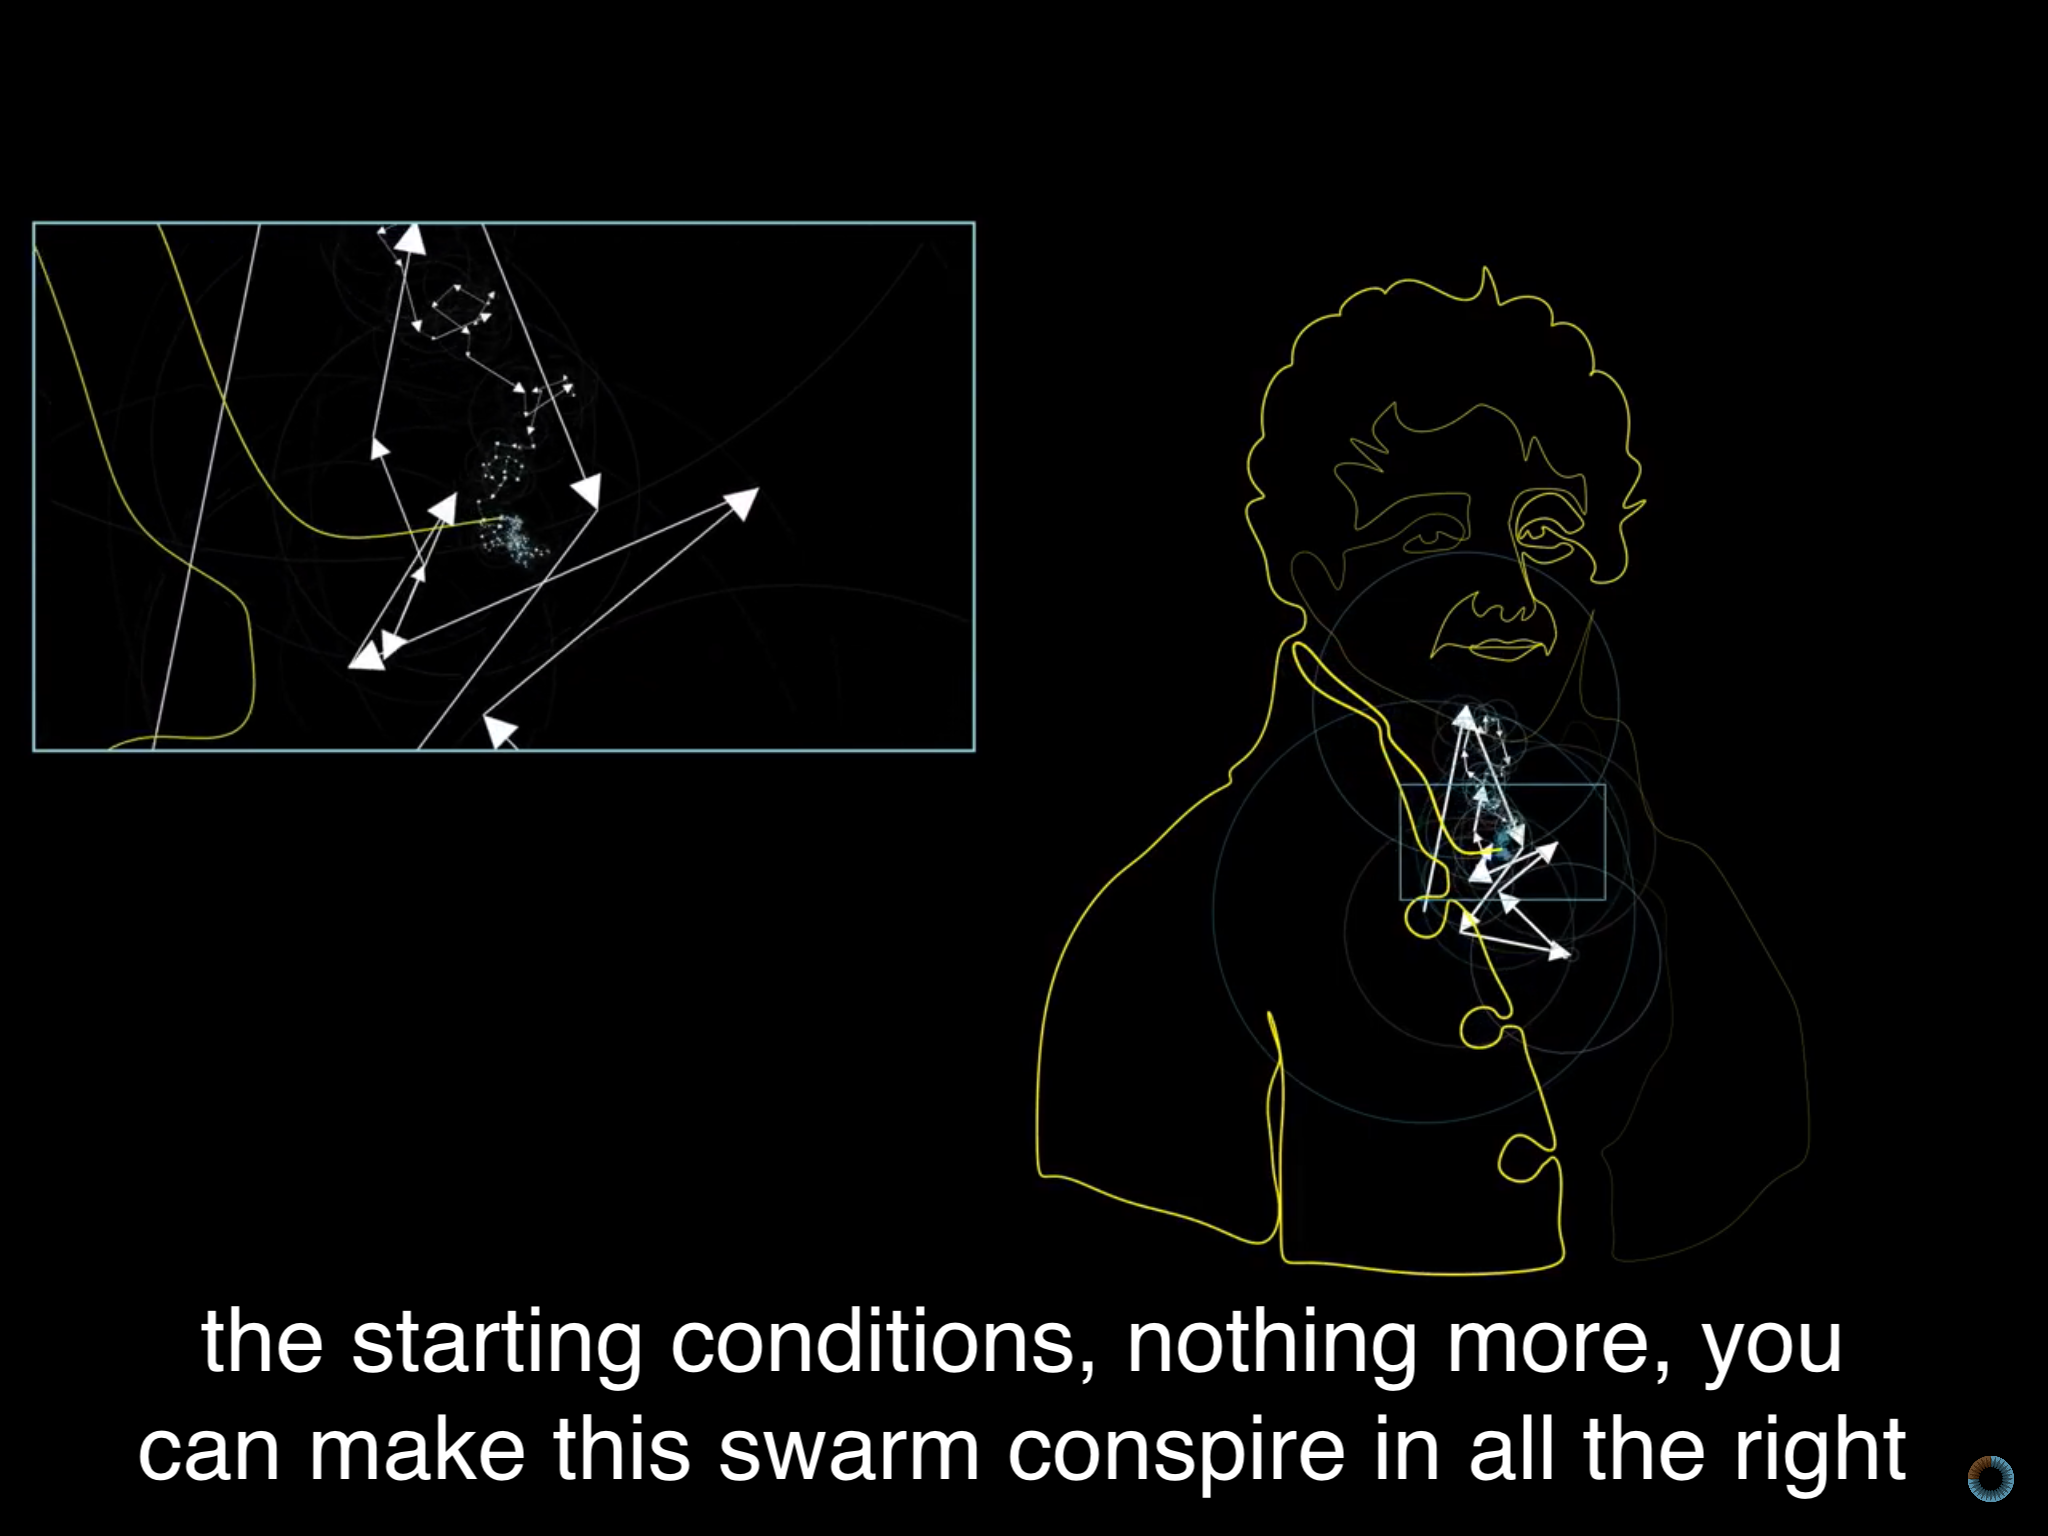 the starting conditions, nothing more, you
can make this swarm conspire in all the right